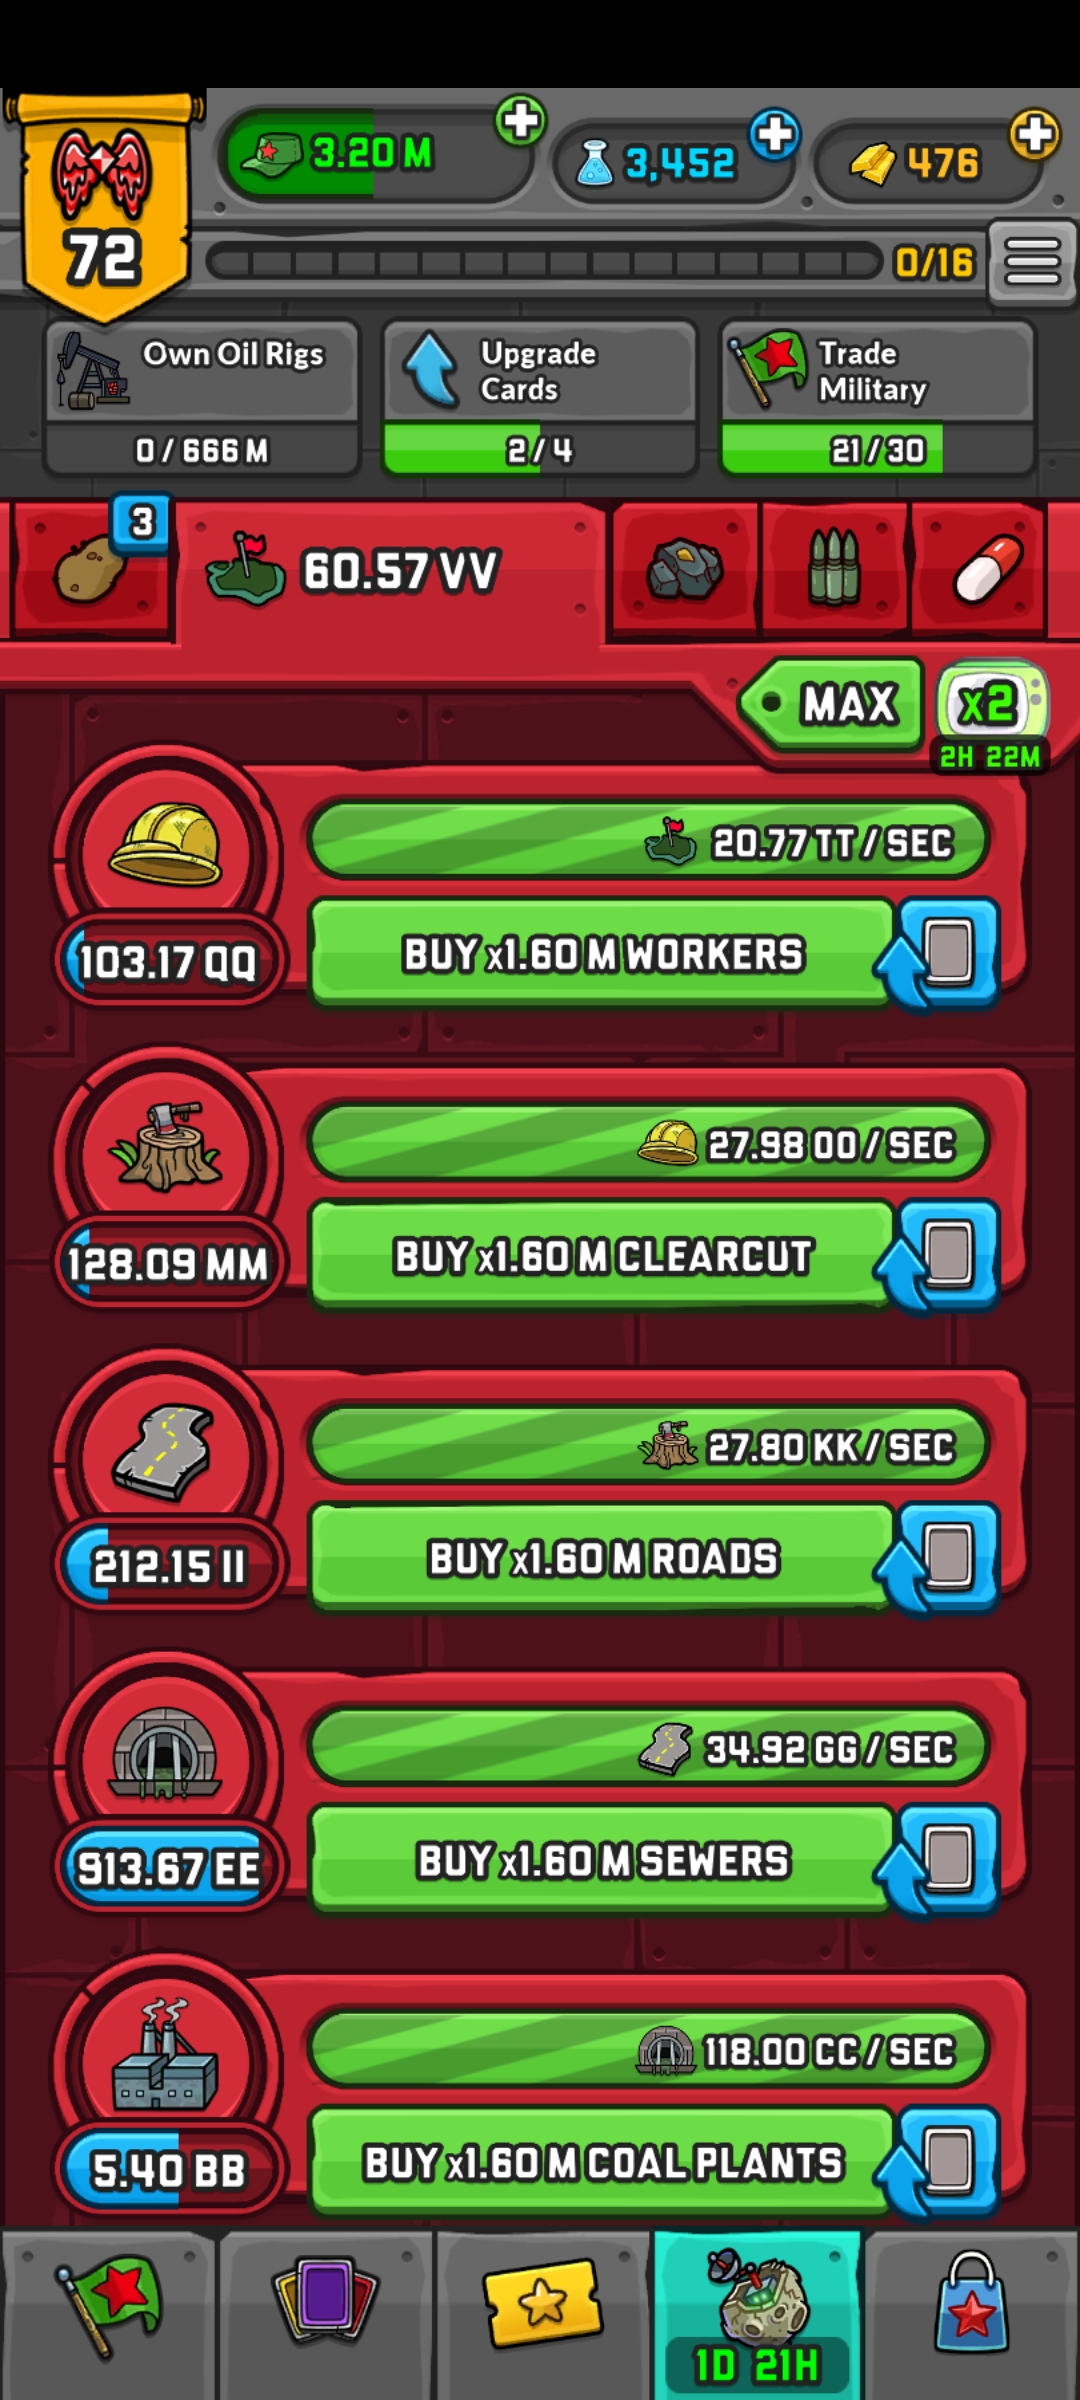 72
3.20 M
3,452
476
0/16
Own Oil Rigs
0 / 666 M
Upgrade
Cards
2 / 4
Trade
Military
21 / 30
3
60.57 VV
MAX
x2
2H 22M
20.77 TT / SEC
103.17 QQ
BUY x1.60 M WORKERS
27.98 OO / SEC
128.09 MM
BUY x1.60 M CLEARCUT
27.80 KK / SEC
212.15 II
BUY x1.60 M ROADS
34.92 GG / SEC
913.67 EE
BUY x1.60 M SEWERS
118.00 CC / SEC
5.40 BB
BUY x1.60 M COAL PLANTS
1D 21H